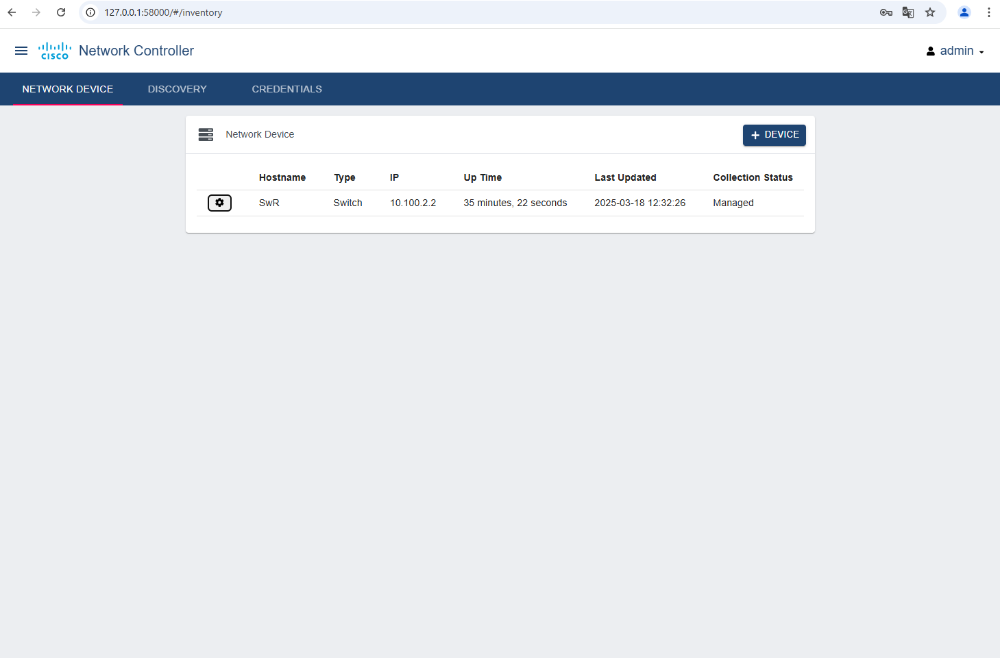 127.0.0.1:58000/#/inventory
CISCO Network Controller
admin
NETWORK DEVICE DISCOVERY CREDENTIALS
Network Device
DEVICE
Hostname Type IP Up Time Last Updated Collection Status
SwR Switch 10.100.2.2 35 minutes, 22 seconds 2025-03-18 12:32:26 Managed